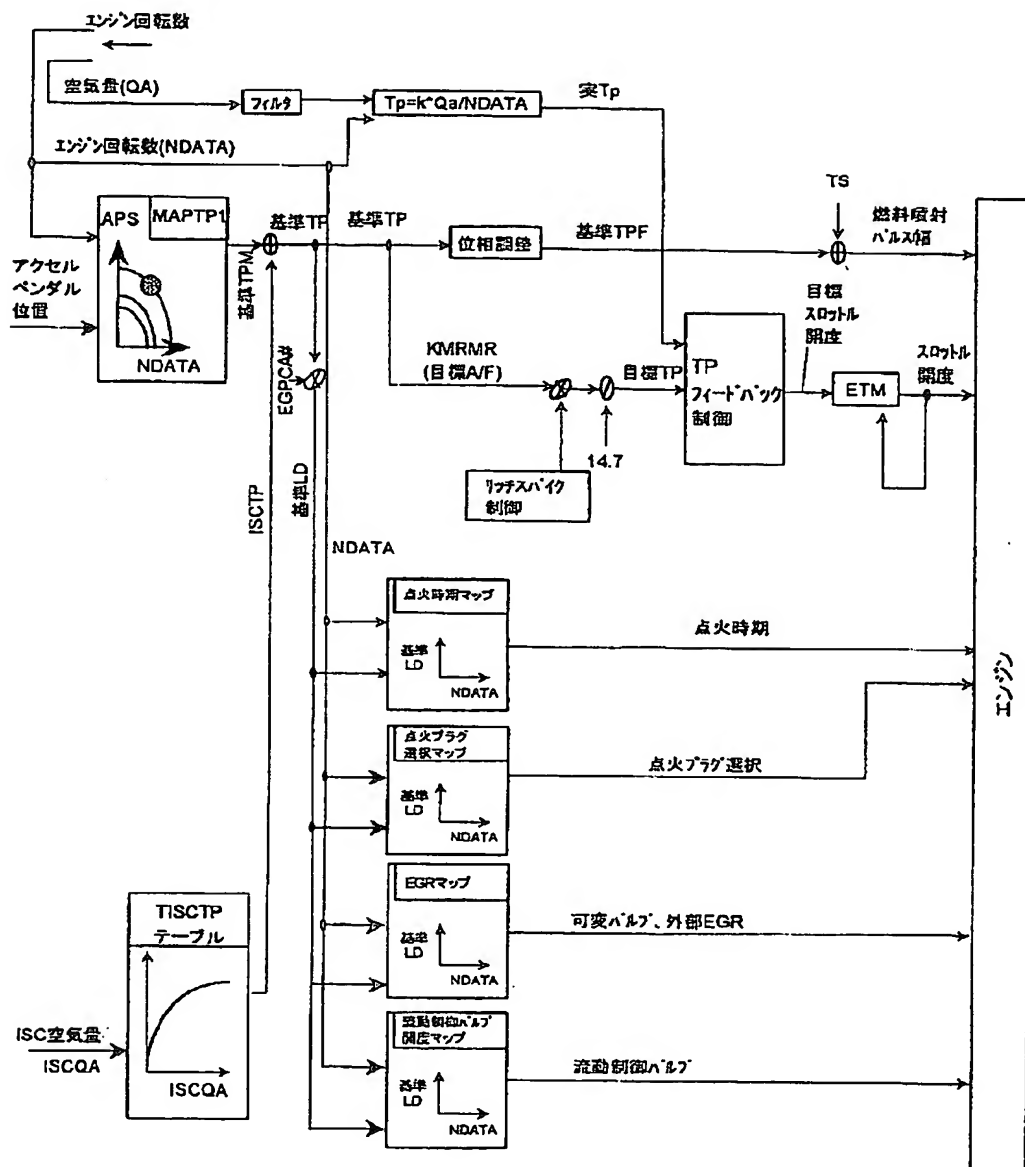 エンジン回転数
空気量(QA)
フィルタ
Tp=k*Qa/NDATA
実Tp
エンジン回転数(NDATA)
APS
MAPTP1
NDATA
アクセル
ペンダル
位置
基準TPM
基準TP
基準TP
位相調整
基準TPF
TS
燃料噴射
パルス幅
EGPCA#
KMRMR
(目標A/F)
目標TP
14.7
リッチスパイク
制御
TP
フィードバック
制御
目標
スロットル
開度
ETM
スロットル
開度
ISCTP
基準LD
NDATA
点火時期マップ
基準
LD
NDATA
点火時期
点火プラグ
選択マップ
基準
LD
NDATA
点火プラグ選択
EGRマップ
基準
LD
NDATA
可変バルブ、外部EGR
流動制御バルブ
開度マップ
基準
LD
NDATA
流動制御バルブ
エンジン
TISCTP
テーブル
ISCQA
ISC空気量
ISCQA